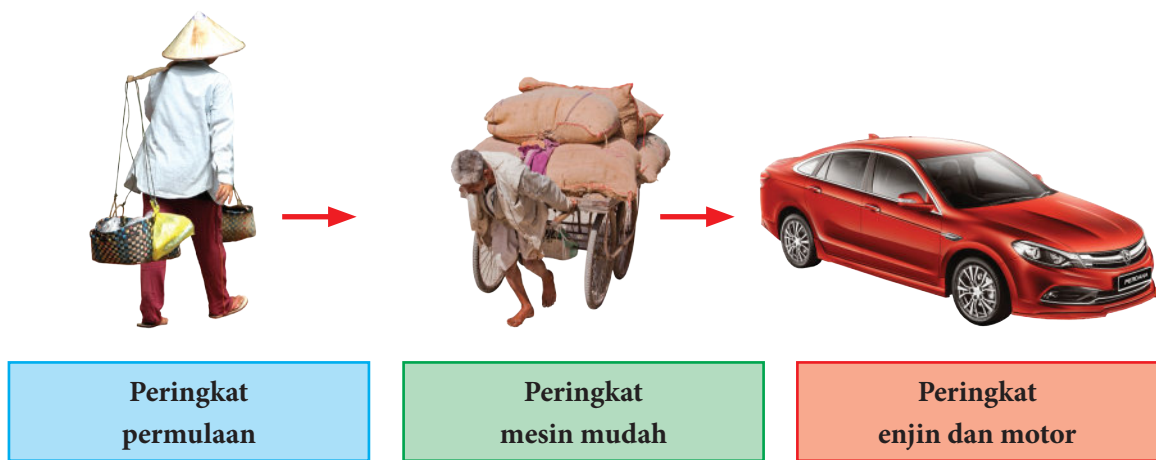 Peringkat
permulaan
Peringkat
mesin mudah
Peringkat
enjin dan motor